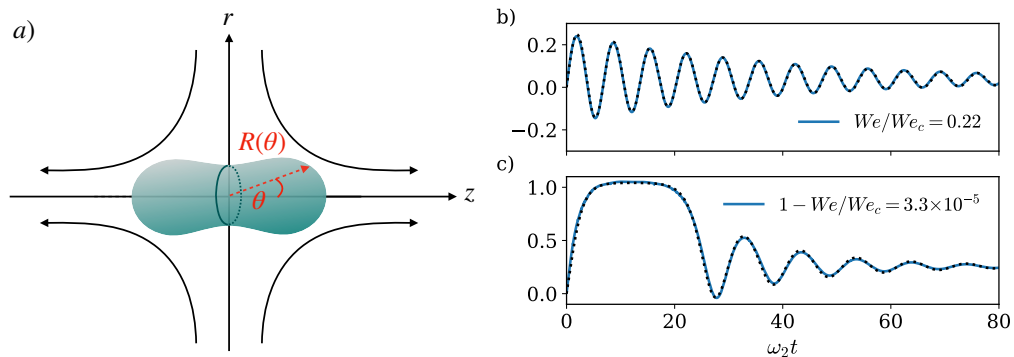 a)
r
R(θ)
θ
z
b)
0.2
0.0
−0.2
We/We_c = 0.22
c)
1.0
0.5
0.0
1 − We/We_c = 3.3×10⁻⁵
0 20 40 60 80
ω₂t